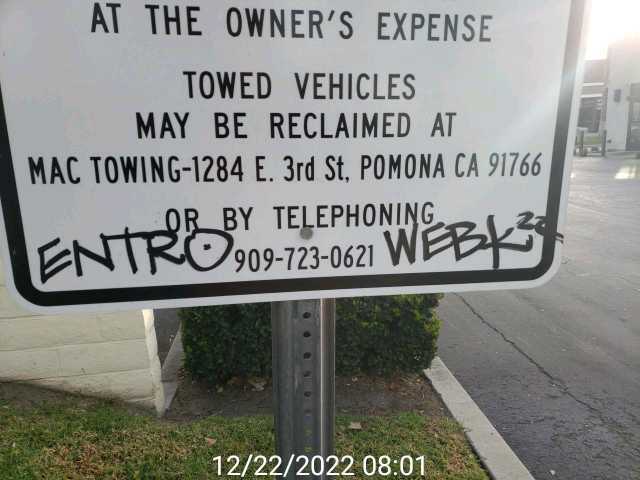 AT THE OWNER'S EXPENSE
TOWED VEHICLES
MAY BE RECLAIMED AT
MAC TOWING-1284 E. 3rd St, POMONA CA 91766
OR BY TELEPHONING
ENTRO 909-723-0621 WEBK 22
12/22/2022 08:01